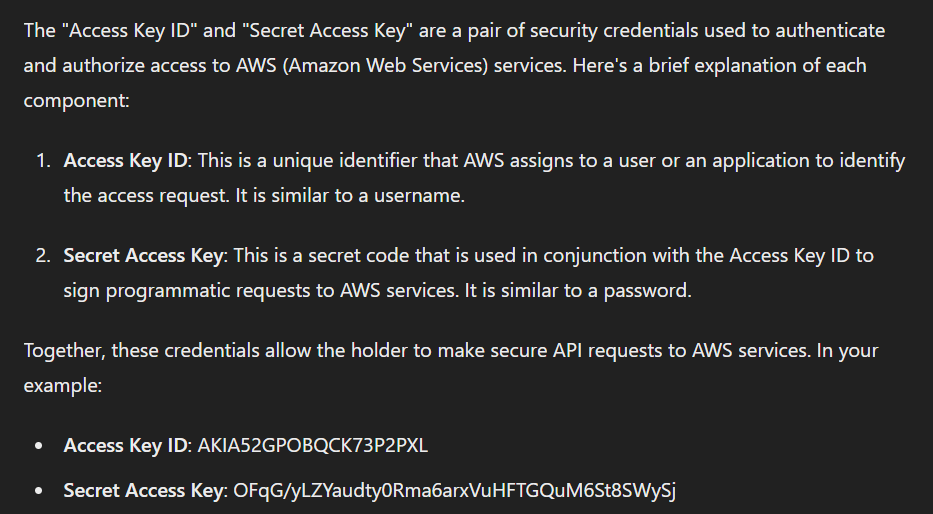 The "Access Key ID" and "Secret Access Key" are a pair of security credentials used to authenticate
and authorize access to AWS (Amazon Web Services) services. Here's a brief explanation of each
component:
1. Access Key ID: This is a unique identifier that AWS assigns to a user or an application to identify
the access request. It is similar to a username.
2. Secret Access Key: This is a secret code that is used in conjunction with the Access Key ID to
sign programmatic requests to AWS services. It is similar to a password.
Together, these credentials allow the holder to make secure API requests to AWS services. In your
example:
• Access Key ID: AKIA52GPOBQCK73P2PXL
• Secret Access Key: OFqG/yLZYaudty0Rma6arxVuHFTGQuM6St8SWySj